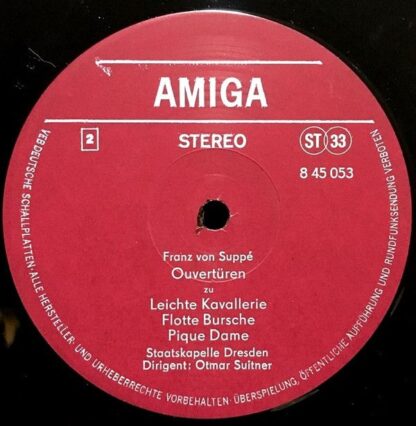 AMIGA
2
STEREO
ST 33
8 45 053
Franz von Suppé
Ouvertüren
zu
Leichte Kavallerie
Flotte Bursche
Pique Dame
Staatskapelle Dresden
Dirigent: Otmar Suitner
VEB DEUTSCHE SCHALLPLATTEN · ALLE HERSTELLER- UND URHEBERRECHTE VORBEHALTEN · ÜBERSPIELUNG, ÖFFENTLICHE AUFFÜHRUNG UND RUNDFUNKSENDUNG VERBOTEN